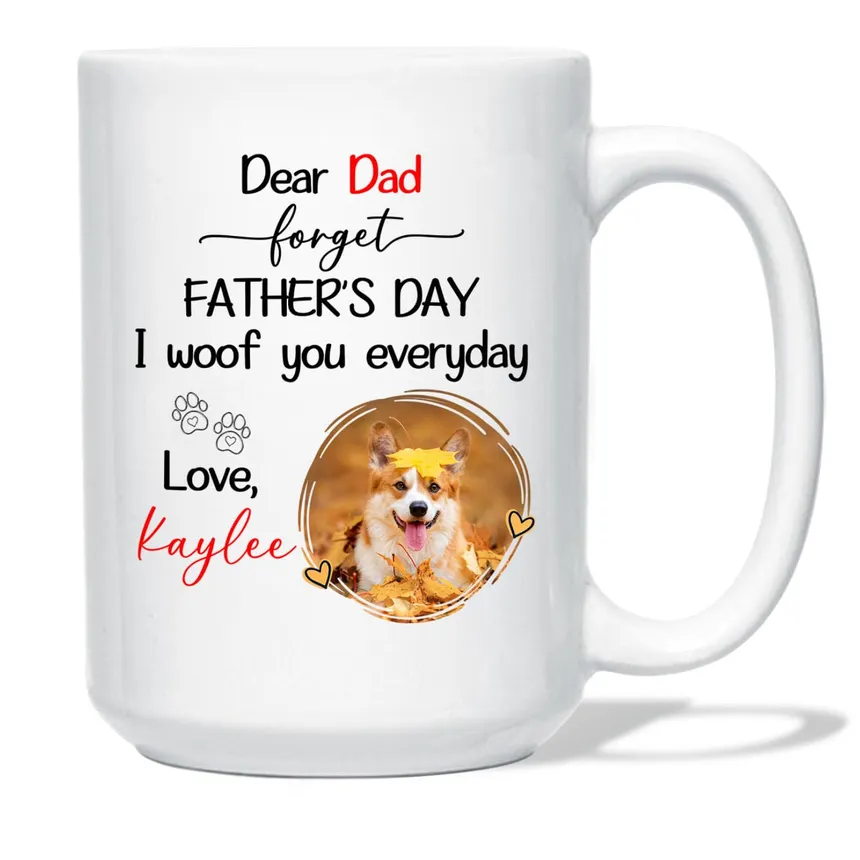 Dear Dad
forget
FATHER'S DAY
I woof you everyday
Love,
Kaylee